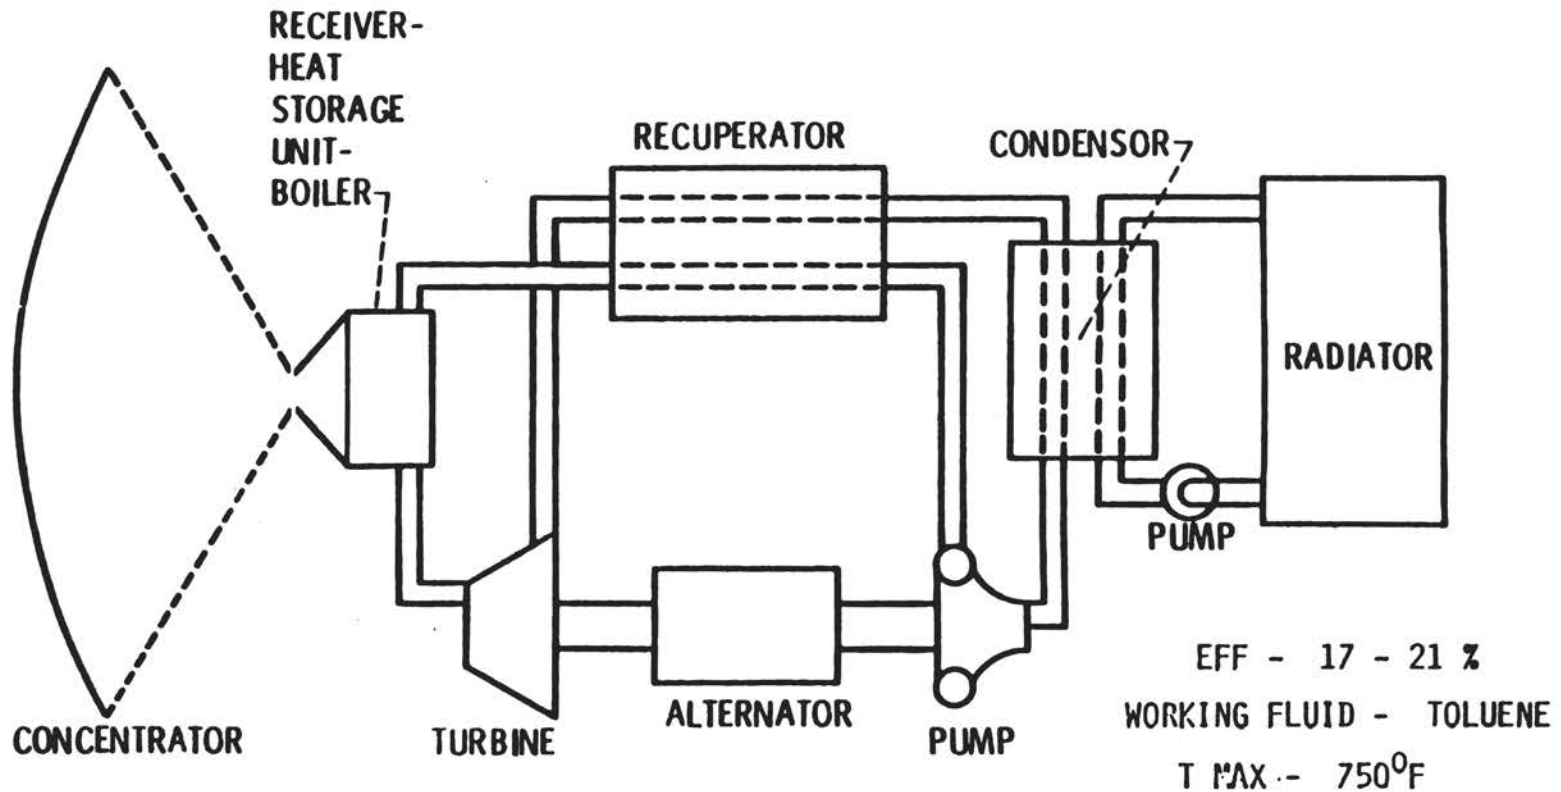 RECEIVER-
HEAT
STORAGE
UNIT-
BOILER
RECUPERATOR
CONDENSOR
RADIATOR
PUMP
CONCENTRATOR
TURBINE
ALTERNATOR
PUMP
EFF - 17 - 21 %
WORKING FLUID - TOLUENE
T MAX - 750⁰F